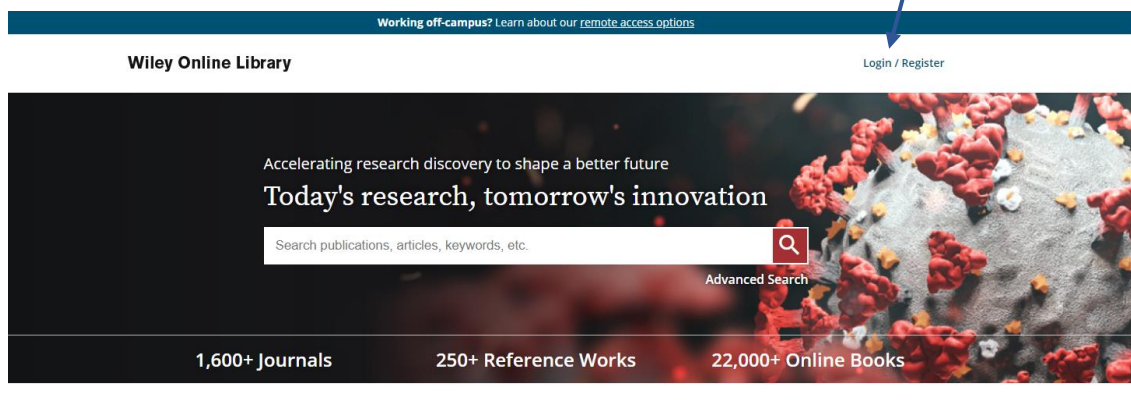 Working off-campus? Learn about our remote access options
Wiley Online Library
Login / Register
Accelerating research discovery to shape a better future
Today's research, tomorrow's innovation
Search publications, articles, keywords, etc.
Advanced Search
1,600+ Journals
250+ Reference Works
22,000+ Online Books